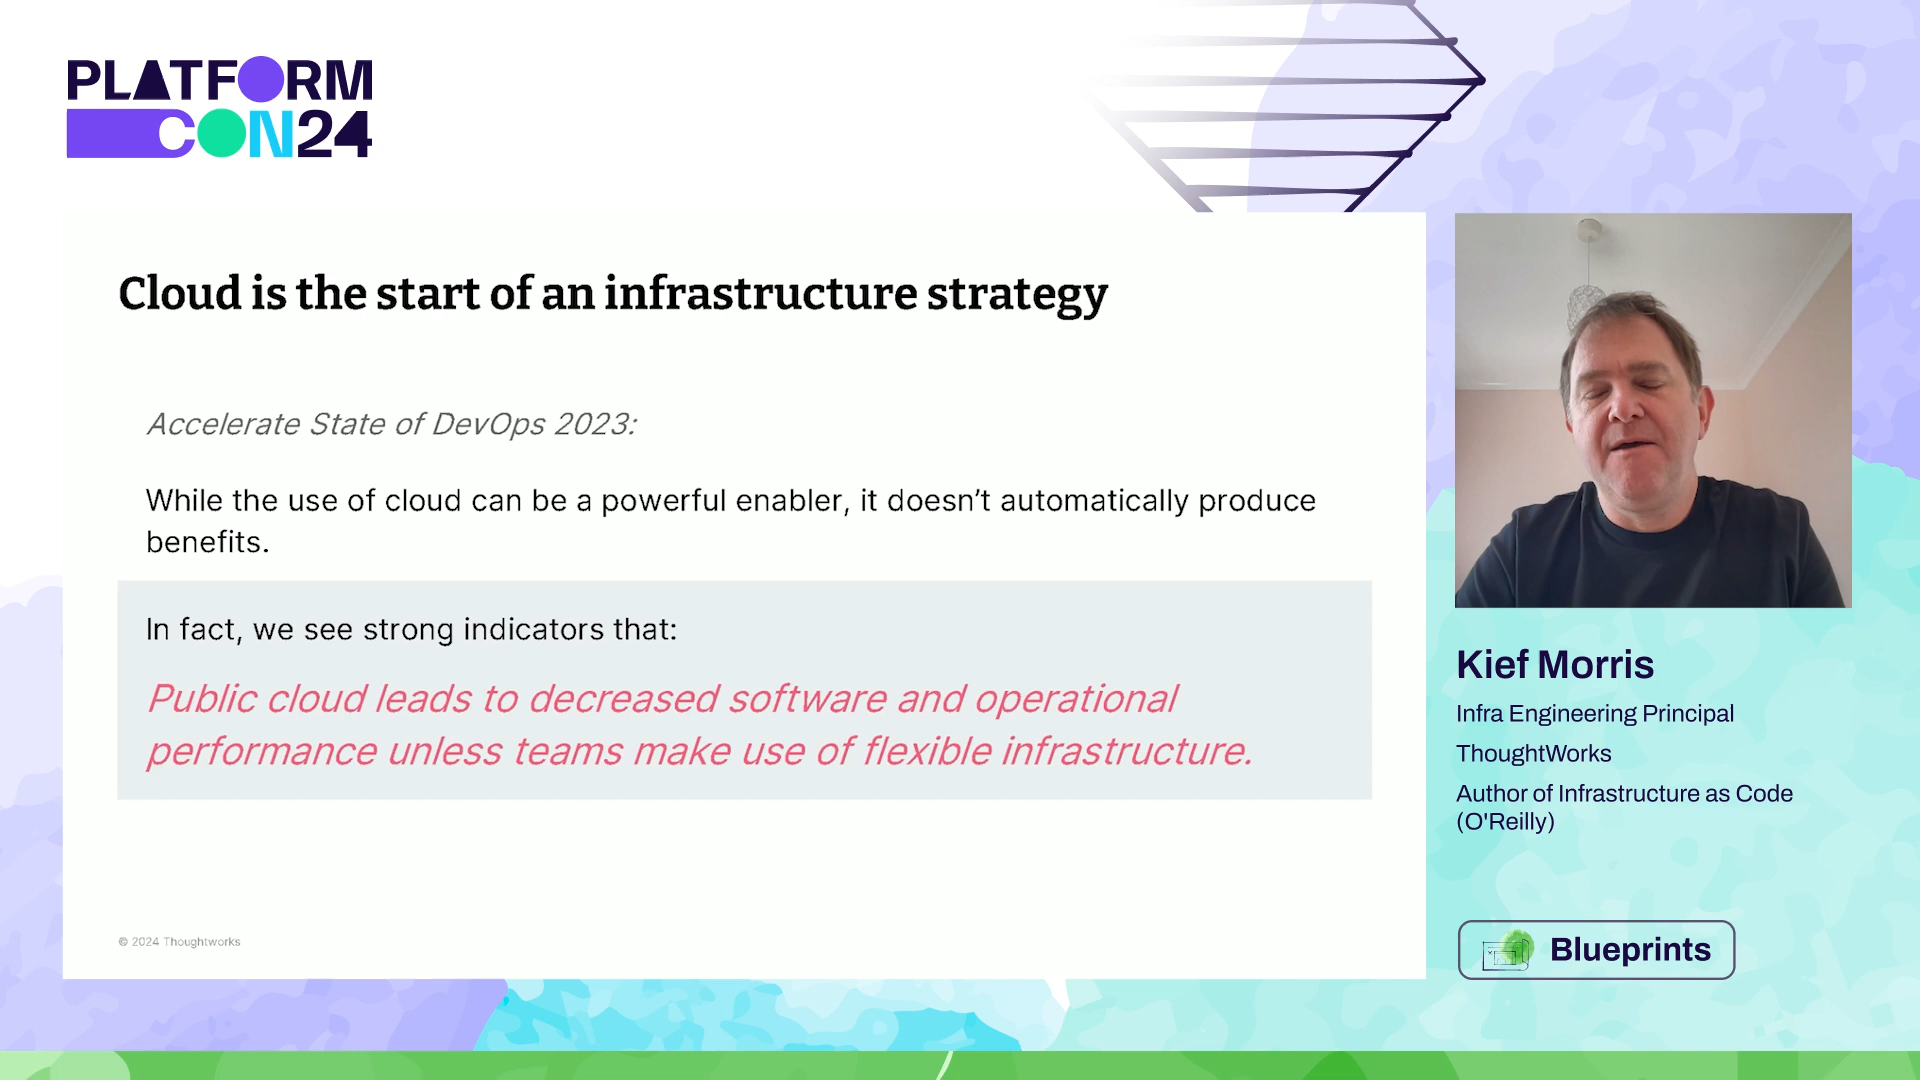 PLATFORM
CON24
Cloud is the start of an infrastructure strategy
Accelerate State of DevOps 2023:
While the use of cloud can be a powerful enabler, it doesn’t automatically produce
benefits.
In fact, we see strong indicators that:
Public cloud leads to decreased software and operational
performance unless teams make use of flexible infrastructure.
© 2024 Thoughtworks
Kief Morris
Infra Engineering Principal
ThoughtWorks
Author of Infrastructure as Code
(O'Reilly)
Blueprints